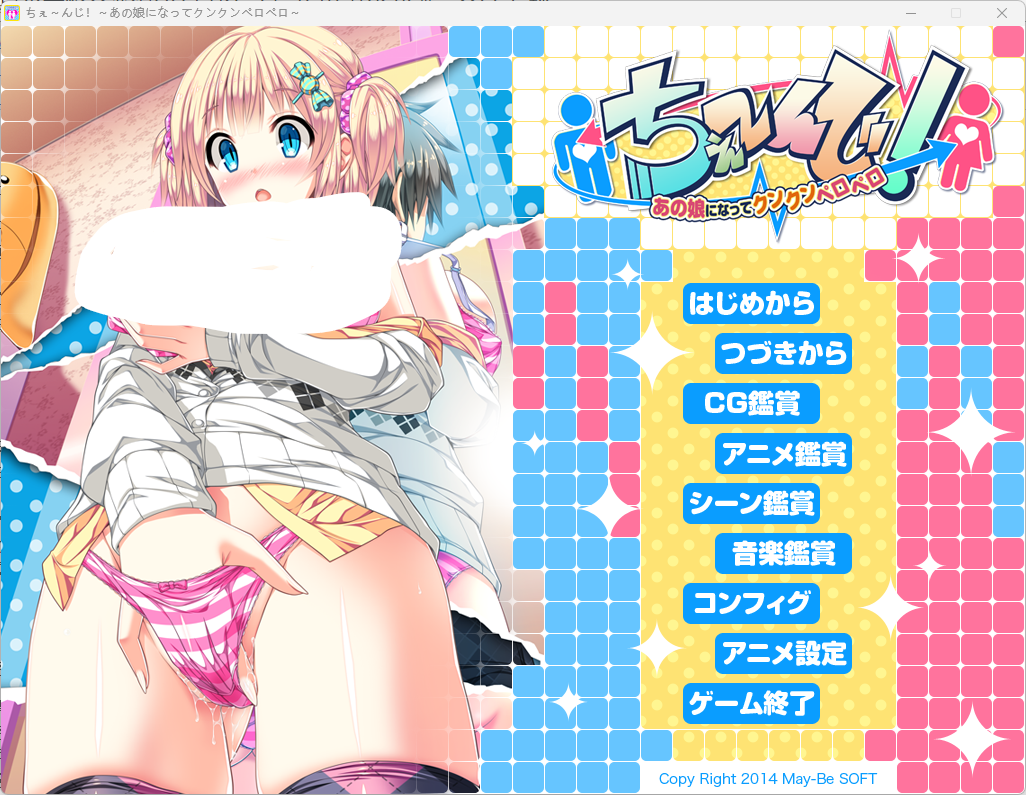 ちぇ～んじ! ～あの娘になってクンクンペロペロ～
ちぇ〜んじ!
あの娘になってクンクンペロペロ
はじめから
つづきから
CG鑑賞
アニメ鑑賞
シーン鑑賞
音楽鑑賞
コンフィグ
アニメ設定
ゲーム終了
Copy Right 2014 May-Be SOFT